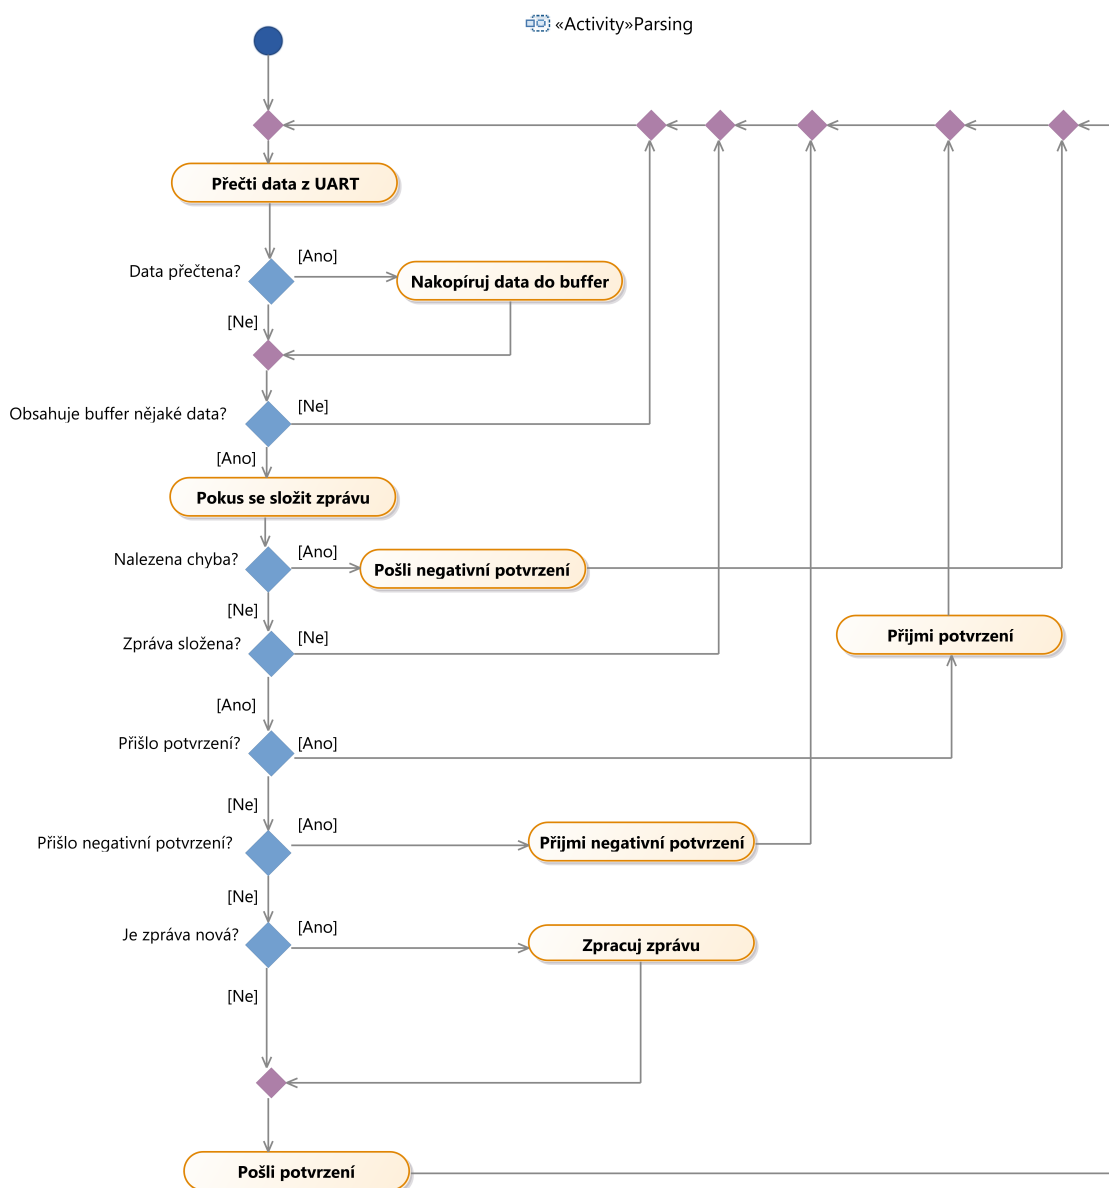 «Activity»Parsing
Přečti data z UART
Data přečtena?
[Ano]
Nakopíruj data do buffer
[Ne]
Obsahuje buffer nějaké data?
[Ne]
[Ano]
Pokus se složit zprávu
Nalezena chyba?
[Ano]
Pošli negativní potvrzení
[Ne]
Zpráva složena?
[Ne]
Přijmi potvrzení
[Ano]
Přišlo potvrzení?
[Ano]
[Ne]
[Ano]
Přišlo negativní potvrzení?
Přijmi negativní potvrzení
[Ne]
Je zpráva nová?
[Ano]
Zpracuj zprávu
[Ne]
Pošli potvrzení